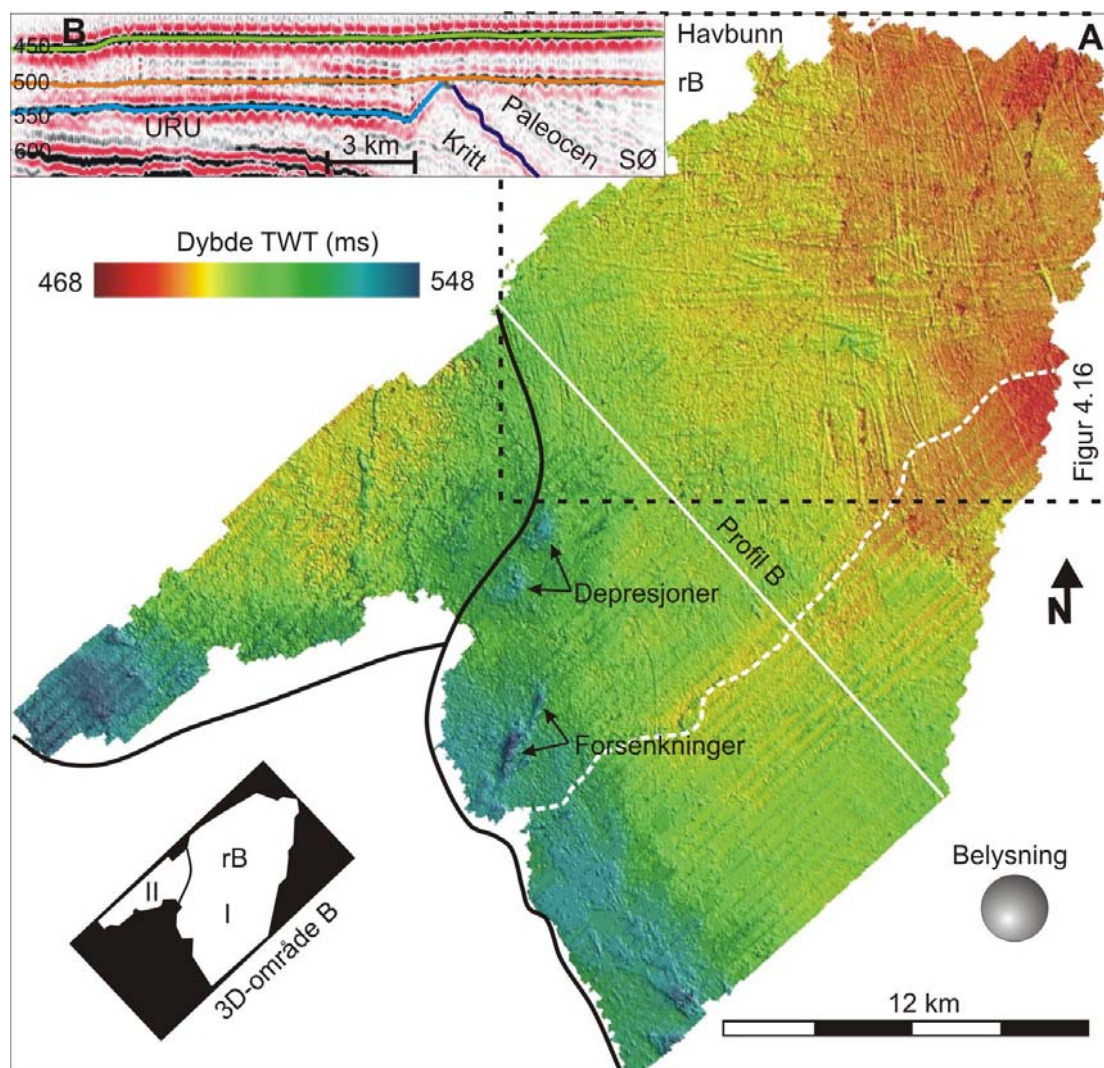 B
450
500
550
600
URU
3 km
Kritt
Paleocen
SØ
Havbunn
rB
A
Dybde TWT (ms)
468
548
Figur 4.16
Profil B
Depresjoner
N
Forsenkninger
rB
II
I
3D-område B
Belysning
12 km